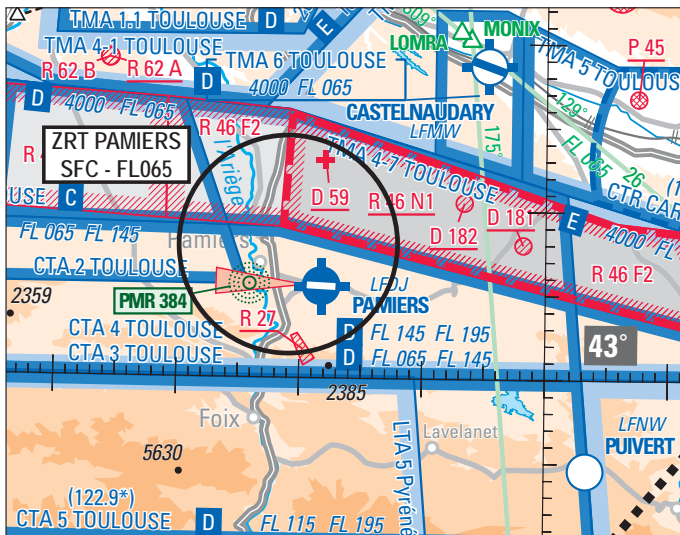 TMA 1.1 TOULOUSE
D
E
609°
MONIX
LOMRA
TMA 4-1 TOULOUSE
R 62 B
R 62 A
D
TMA 6 TOULOUSE
4000 FL 065
TMA 5 TOULOUSE
P 45
D
4000 FL 065
CASTELNAUDARY
LFMW
129°
FL 065
26
175°
ZRT PAMIERS
SFC - FL065
l'Ariège
R 46 F2
TMA 4-7 TOULOUSE
D 59
R 46 N1
D 182
D 181
CTR CAR
E
4000 FL
R 46 F2
C
FL 065 FL 145
Pamiers
CTA 2 TOULOUSE
LFDJ
PAMIERS
PMR 384
2359
R 27
CTA 4 TOULOUSE
D
FL 145 FL 195
CTA 3 TOULOUSE
D
FL 065 FL 145
43°
2385
Foix
Lavelanet
LFNW
PUIVERT
LTA 5 Pyréné
5630
(122.9*)
CTA 5 TOULOUSE
D
FL 115 FL 195